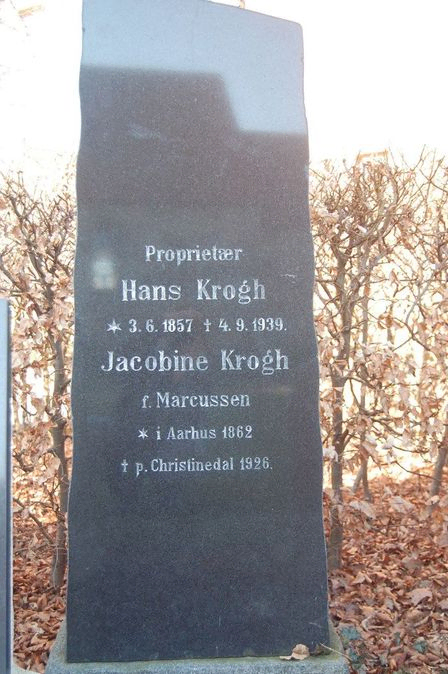 Proprietær
Hans Krogh
* 3.6.1857 † 4.9.1939.
Jacobine Krogh
f. Marcussen
* i Aarhus 1862
† p. Christinedal 1926.